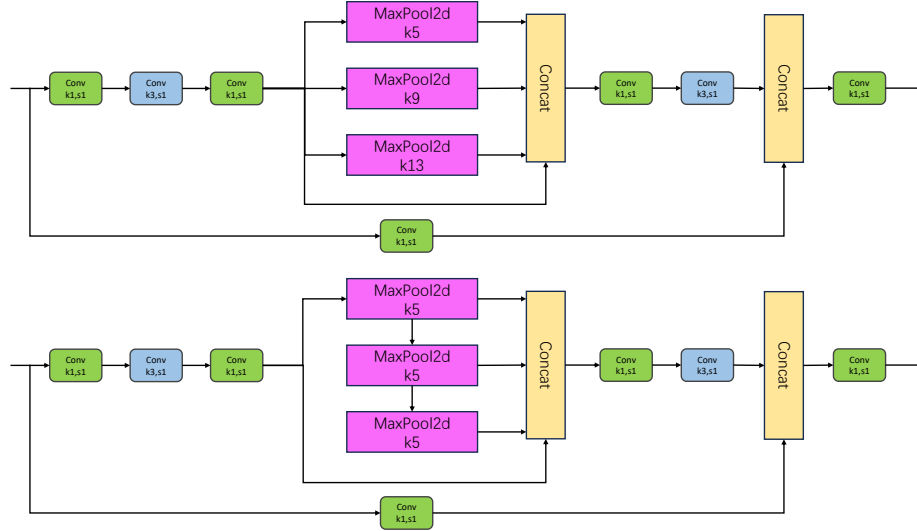 MaxPool2d
k5
Conv
k1,s1
Conv
k3,s1
Conv
k1,s1
MaxPool2d
k9
Concat
Conv
k1,s1
Conv
k3,s1
Concat
Conv
k1,s1
MaxPool2d
k13
Conv
k1,s1
MaxPool2d
k5
Conv
k1,s1
Conv
k3,s1
Conv
k1,s1
MaxPool2d
k5
Concat
Conv
k1,s1
Conv
k3,s1
Concat
Conv
k1,s1
MaxPool2d
k5
Conv
k1,s1